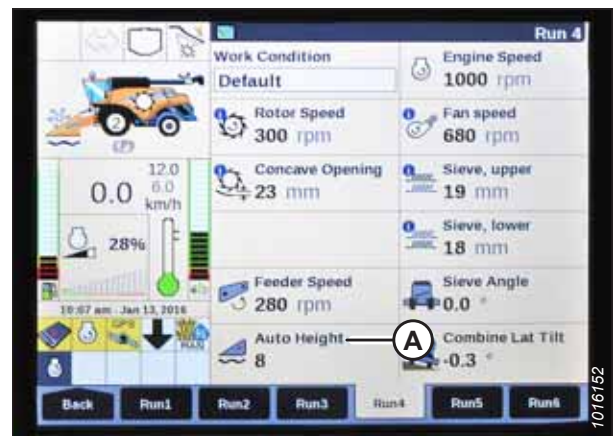 Run 4
Work Condition
Default
Engine Speed
1000 rpm
Rotor Speed
300 rpm
Fan speed
680 rpm
Concave Opening
23 mm
Sieve, upper
19 mm
Sieve, lower
18 mm
Feeder Speed
280 rpm
Sieve Angle
0.0 °
Auto Height
8
A
Combine Lat Tilt
-0.3 °
2
(P)
0.0
12.0
6.0
km/h
28%
10:07 am Jan 13, 2016
GPS
MAN
Back
Run1
Run2
Run3
Run4
Run5
Run6
1016152